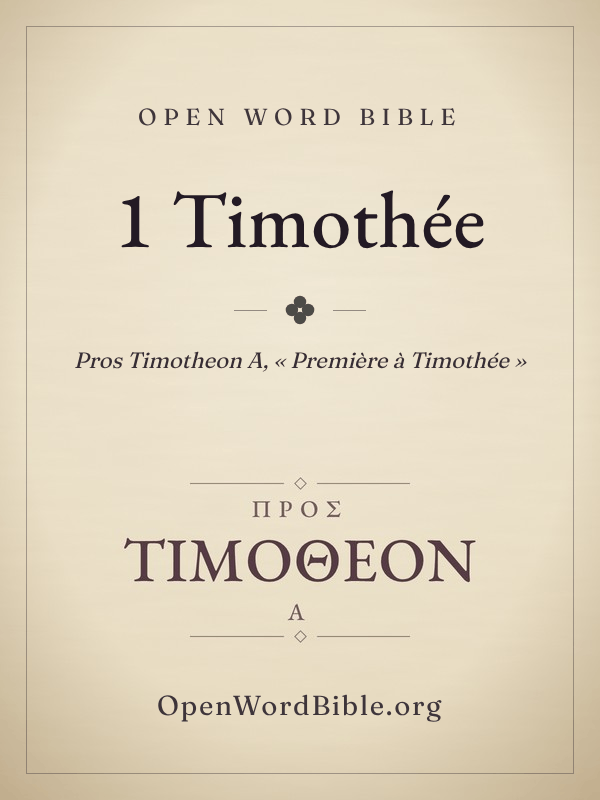 OPEN WORD BIBLE
1 Timothée
Pros Timotheon A, « Première à Timothée »
ΠΡΟΣ
ΤΙΜΟΘΕΟΝ
Α
OpenWordBible.org